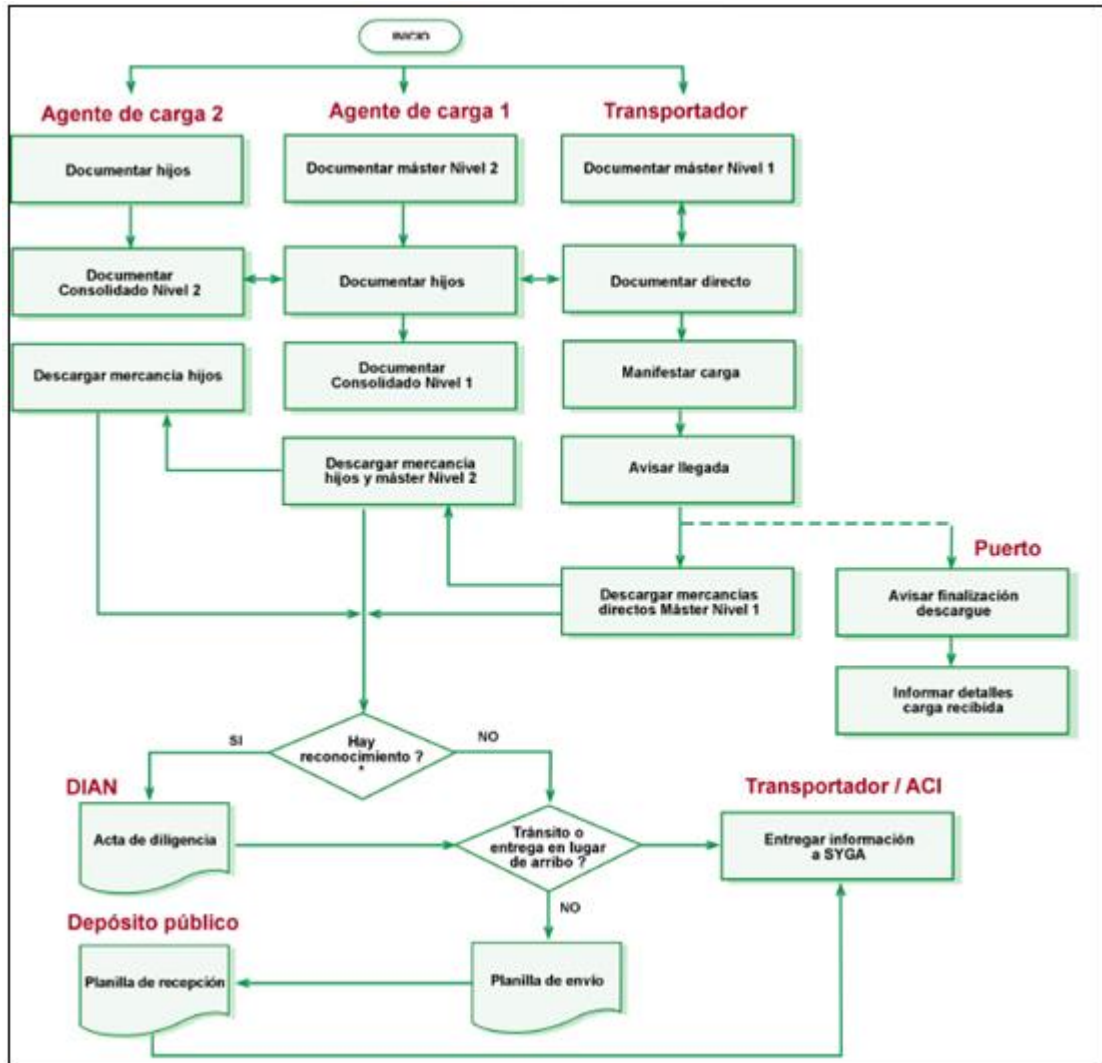 INICIO
Agente de carga 2
Agente de carga 1
Transportador
Documentar hijos
Documentar máster Nivel 2
Documentar máster Nivel 1
Documentar
Consolidado Nivel 2
Documentar hijos
Documentar directo
Descargar mercancia hijos
Documentar
Consolidado Nivel 1
Manifestar carga
Descargar mercancia
hijos y máster Nivel 2
Avisar llegada
Puerto
Descargar mercancias
directos Máster Nivel 1
Avisar finalización
descargue
Informar detalles
carga recibida
SI
Hay
reconocimiento ?
*
NO
DIAN
Transportador / ACI
Acta de diligencia
Tránsito o
entrega en lugar
de arribo ?
Entregar información
a SYGA
NO
Depósito público
Planilla de recepción
Planilla de envío